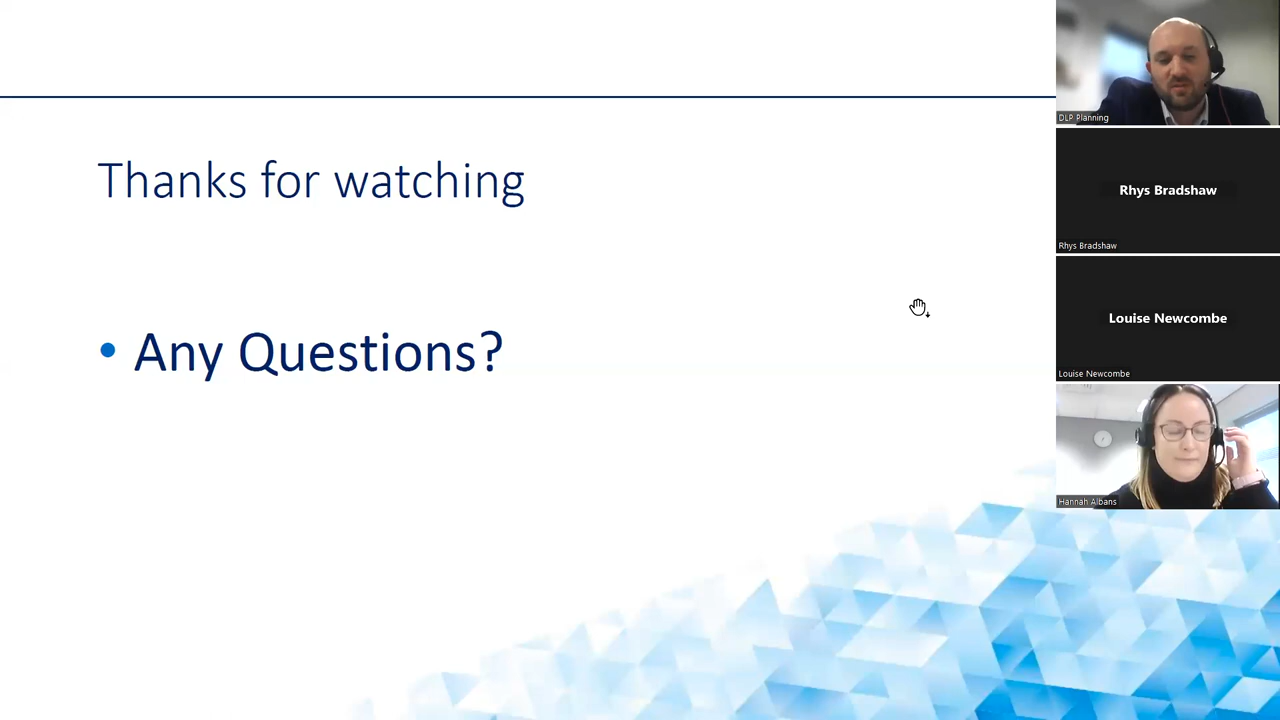 Thanks for watching
• Any Questions?
DLP Planning
Rhys Bradshaw
Rhys Bradshaw
Louise Newcombe
Louise Newcombe
Hannah Albans